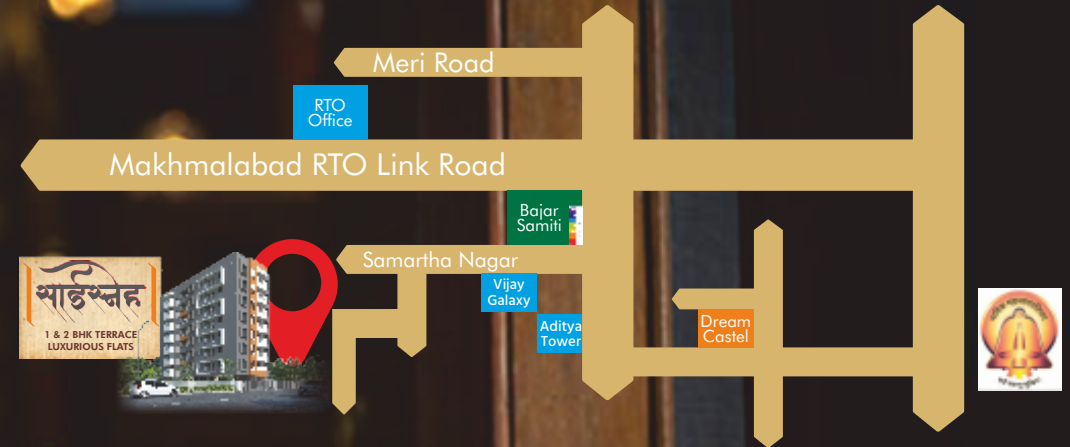 Meri Road
RTO
Office
Makhmalabad RTO Link Road
Bajar
Samiti
Samartha Nagar
Vijay
Galaxy
Aditya
Tower
Dream
Castel
साईस्नेह
1 & 2 BHK TERRACE
LUXURIOUS FLATS